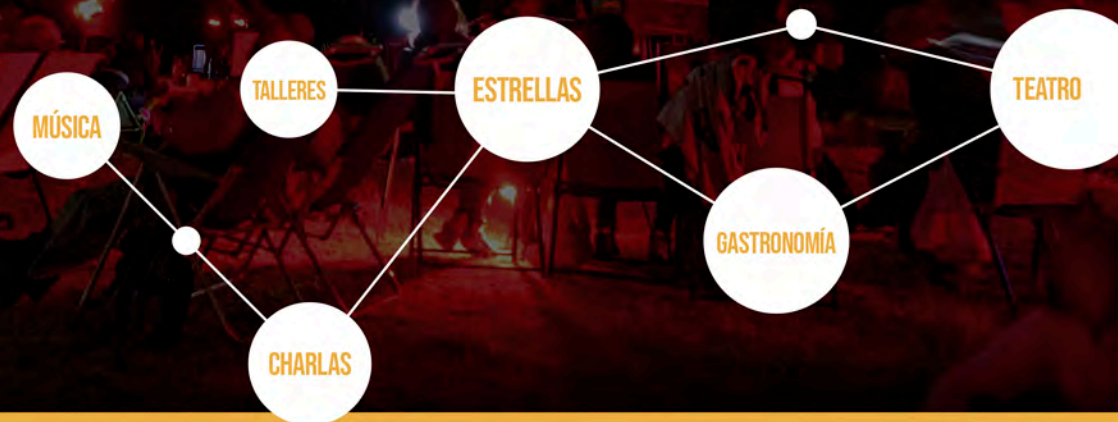 MÚSICA
TALLERES
ESTRELLAS
TEATRO
GASTRONOMÍA
CHARLAS